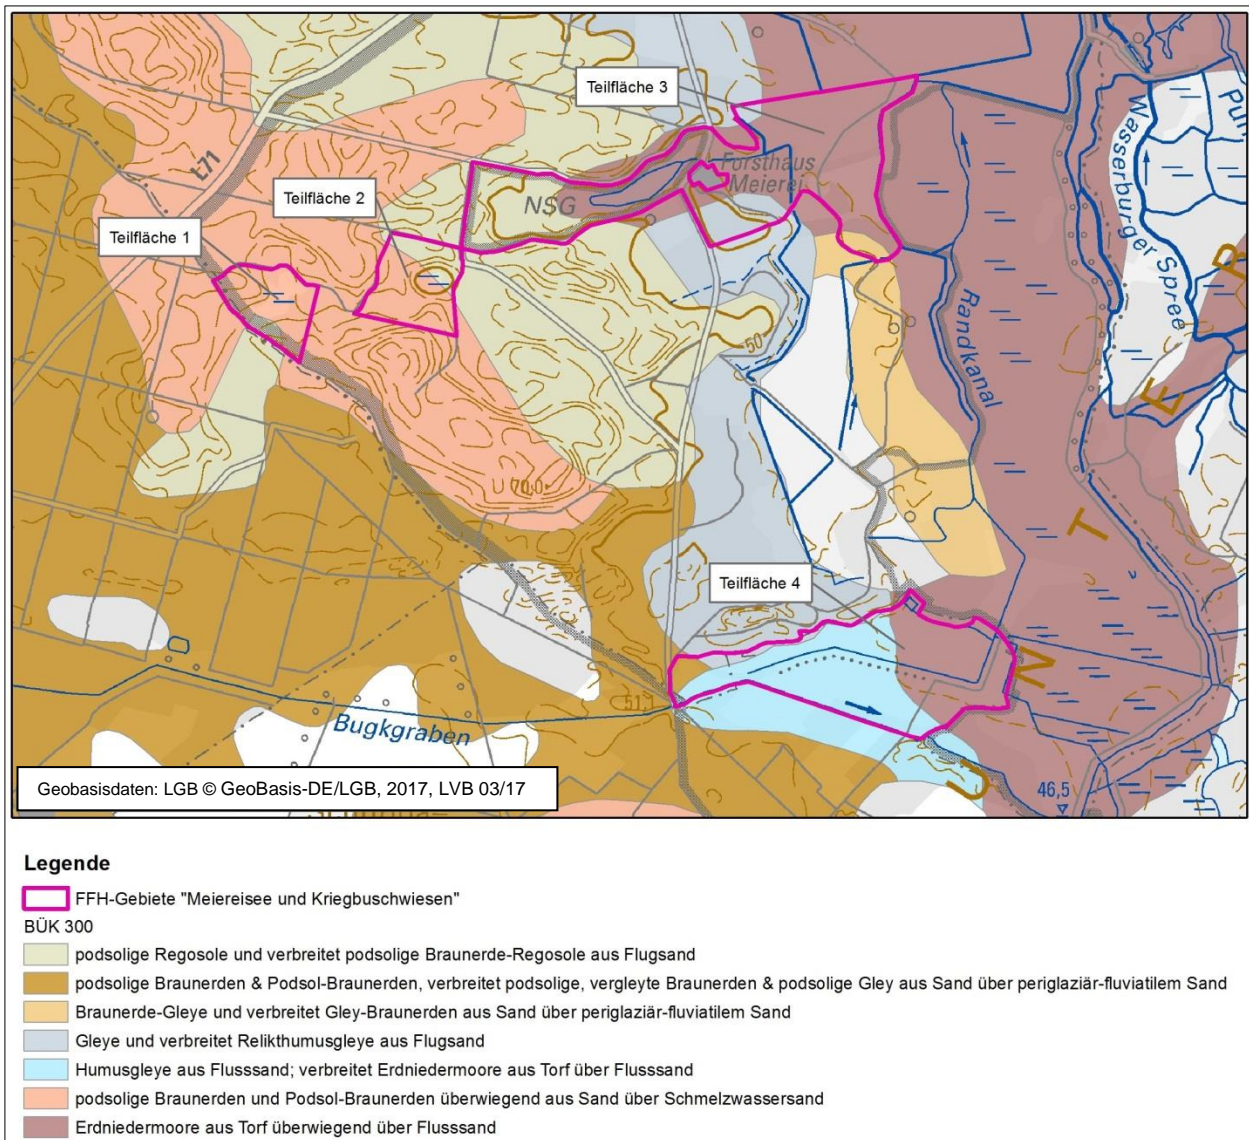 Teilfläche 3
L71
Teilfläche 2
Teilfläche 1
NSG
Forsthaus
Meierei
Wasserburger Spree
Randkanal
50
70,0
Teilfläche 4
51,1
Bugkgraben
U N T E R
46,5
Geobasisdaten: LGB © GeoBasis-DE/LGB, 2017, LVB 03/17
Legende
FFH-Gebiete "Meiereisee und Kriegbuschwiesen"
BÜK 300
podsolige Regosole und verbreitet podsolige Braunerde-Regosole aus Flugsand
podsolige Braunerden & Podsol-Braunerden, verbreitet podsolige, vergleyte Braunerden & podsolige Gley aus Sand über periglaziär-fluviatilem Sand
Braunerde-Gleye und verbreitet Gley-Braunerden aus Sand über periglaziär-fluviatilem Sand
Gleye und verbreitet Relikthumusgleye aus Flugsand
Humusgleye aus Flusssand; verbreitet Erdniedermoore aus Torf über Flusssand
podsolige Braunerden und Podsol-Braunerden überwiegend aus Sand über Schmelzwassersand
Erdniedermoore aus Torf überwiegend über Flusssand